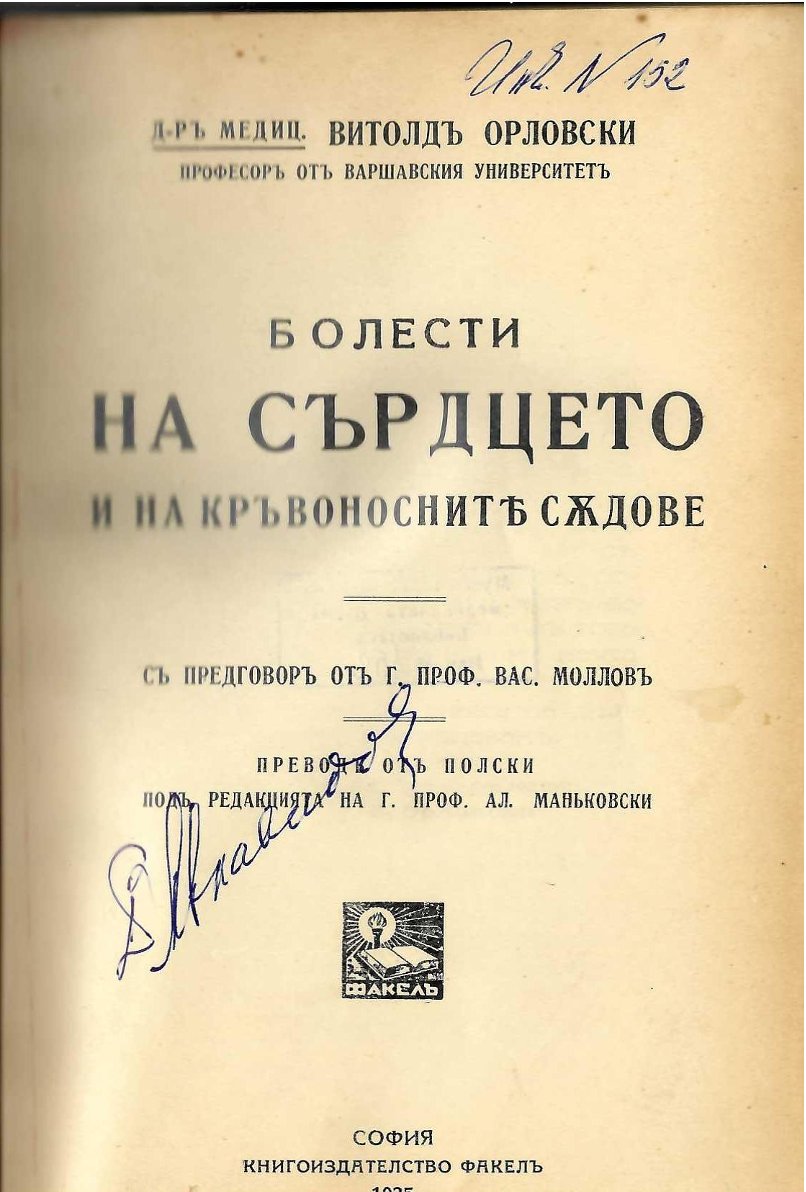 Инв. N 152
Д-РЪ МЕДИЦ. ВИТОЛДЪ ОРЛОВСКИ
ПРОФЕСОРЪ ОТЪ ВАРШАВСКИЯ УНИВЕРСИТЕТЪ
БОЛЕСТИ
НА СЪРДЦЕТО
И НА КРЪВОНОСНИТѢ СѪДОВЕ
СЪ ПРЕДГОВОРЪ ОТЪ Г. ПРОФ. ВАС. МОЛЛОВЪ
ПРЕВОДЪ ОТЪ ПОЛСКИ
ПОДЪ РЕДАКЦИЯТА НА Г. ПРОФ. АЛ. МАНЬКОВСКИ
ФАКЕЛЪ
СОФИЯ
КНИГОИЗДАТЕЛСТВО ФАКЕЛЪ
1935